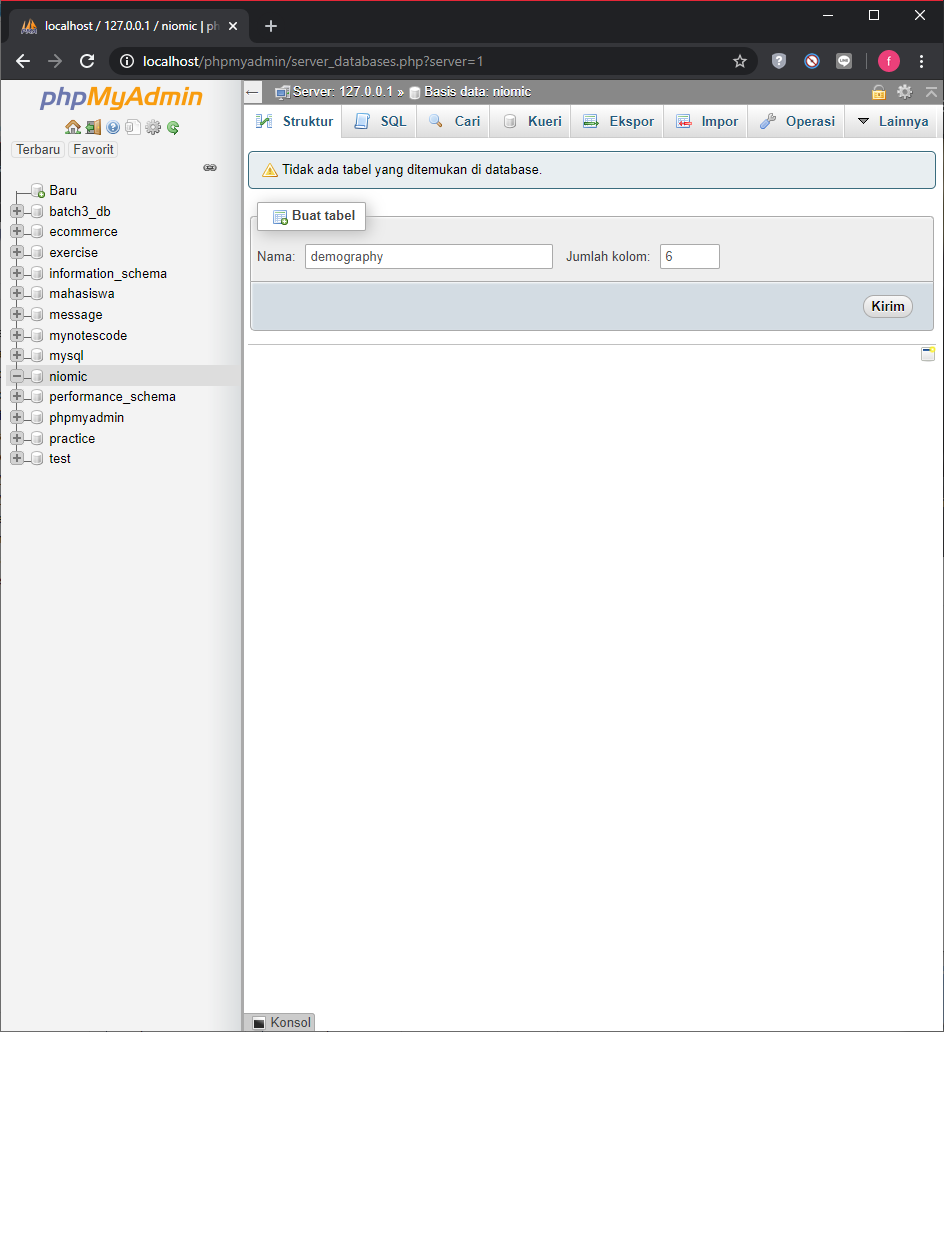 localhost / 127.0.0.1 / niomic | ph
localhost/phpmyadmin/server_databases.php?server=1
f
phpMyAdmin
Terbaru Favorit
Baru
batch3_db
ecommerce
exercise
information_schema
mahasiswa
message
mynotescode
mysql
niomic
performance_schema
phpmyadmin
practice
test
Server: 127.0.0.1 » Basis data: niomic
Struktur SQL Cari Kueri Ekspor Impor Operasi Lainnya
Tidak ada tabel yang ditemukan di database.
Buat tabel
Nama: demography Jumlah kolom: 6
Kirim
Konsol